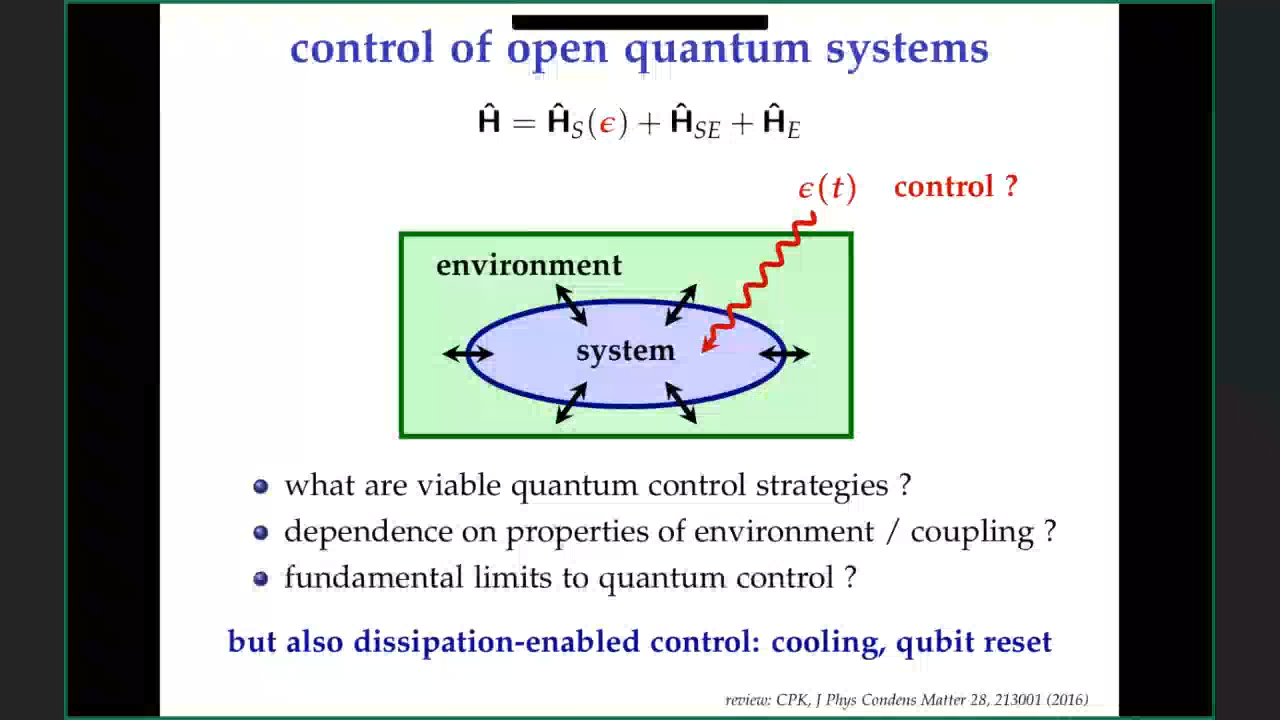 control of open quantum systems
Ĥ = Ĥ_S(ϵ) + Ĥ_SE + Ĥ_E
ϵ(t) control ?
environment
system
what are viable quantum control strategies ?
dependence on properties of environment / coupling ?
fundamental limits to quantum control ?
but also dissipation-enabled control: cooling, qubit reset
review: CPK, J Phys Condens Matter 28, 213001 (2016)